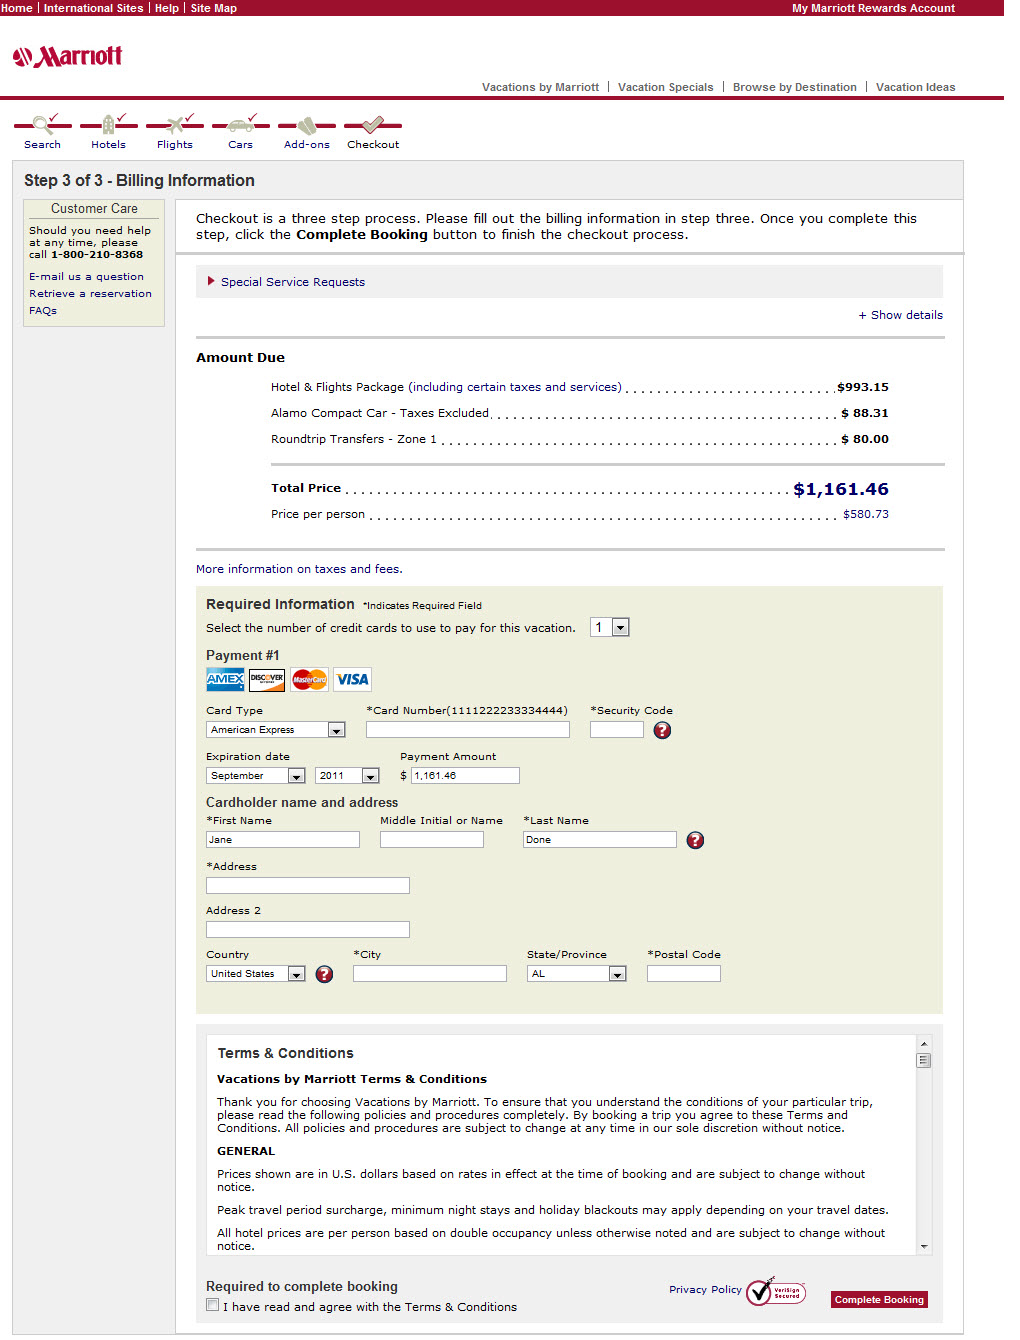 Home | International Sites | Help | Site Map
My Marriott Rewards Account
Marriott
Vacations by Marriott | Vacation Specials | Browse by Destination | Vacation Ideas
Search Hotels Flights Cars Add-ons Checkout
Step 3 of 3 - Billing Information
Customer Care
Should you need help
at any time, please
call 1-800-210-8368
E-mail us a question
Retrieve a reservation
FAQs
Checkout is a three step process. Please fill out the billing information in step three. Once you complete this
step, click the Complete Booking button to finish the checkout process.
Special Service Requests
+ Show details
Amount Due
Hotel & Flights Package (including certain taxes and services) $993.15
Alamo Compact Car - Taxes Excluded $ 88.31
Roundtrip Transfers - Zone 1 $ 80.00
Total Price $1,161.46
Price per person $580.73
More information on taxes and fees.
Required Information *Indicates Required Field
Select the number of credit cards to use to pay for this vacation. 1
Payment #1
AMEX DISCOVER NETWORK MasterCard VISA
Card Type *Card Number(1111222233334444) *Security Code
American Express ?
Expiration date Payment Amount
September 2011 $ 1,161.46
Cardholder name and address
*First Name Middle Initial or Name *Last Name
Jane Done ?
*Address
Address 2
Country *City State/Province *Postal Code
United States ? AL
Terms & Conditions
Vacations by Marriott Terms & Conditions
Thank you for choosing Vacations by Marriott. To ensure that you understand the conditions of your particular trip,
please read the following policies and procedures completely. By booking a trip you agree to these Terms and
Conditions. All policies and procedures are subject to change at any time in our sole discretion without notice.
GENERAL
Prices shown are in U.S. dollars based on rates in effect at the time of booking and are subject to change without
notice.
Peak travel period surcharge, minimum night stays and holiday blackouts may apply depending on your travel dates.
All hotel prices are per person based on double occupancy unless otherwise noted and are subject to change without
notice.
Required to complete booking
I have read and agree with the Terms & Conditions
Privacy Policy
VeriSign
Secured
Complete Booking